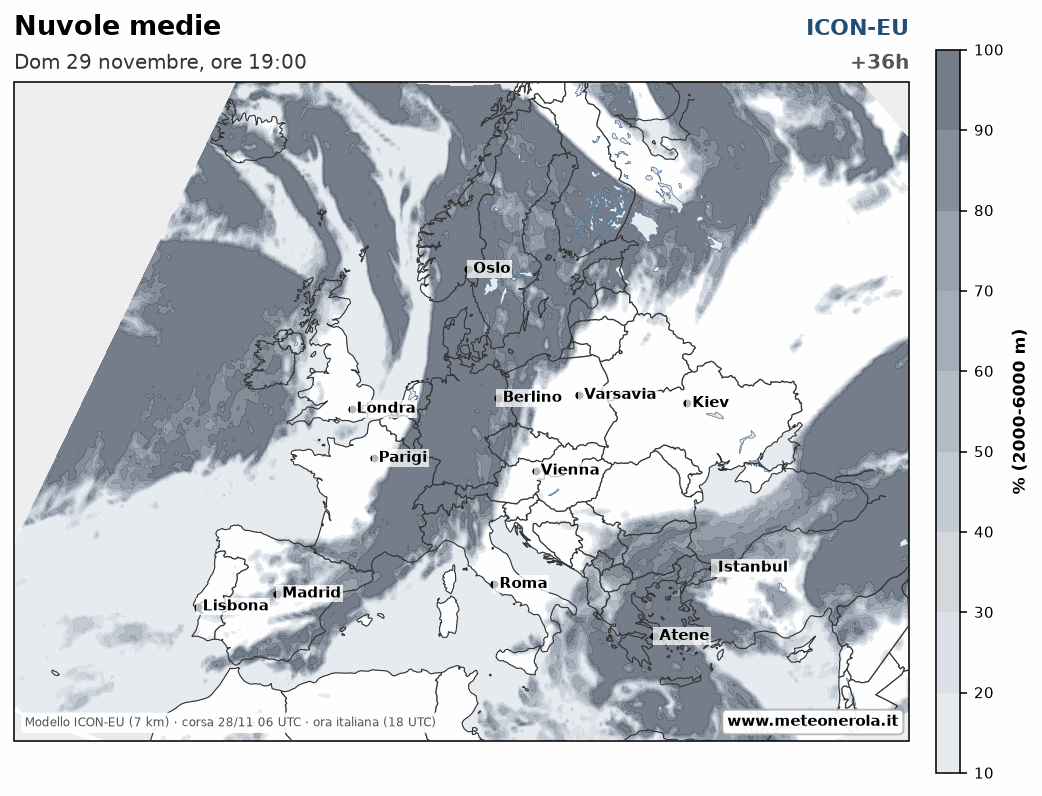 Nuvole medie
ICON-EU
Dom 29 novembre, ore 19:00
+36h
100
90
80
70
60
50
40
30
20
10
% (2000-6000 m)
Oslo
Berlino
Varsavia
Kiev
Londra
Parigi
Vienna
Istanbul
Roma
Madrid
Lisbona
Atene
Modello ICON-EU (7 km) · corsa 28/11 06 UTC · ora italiana (18 UTC)
www.meteonerola.it